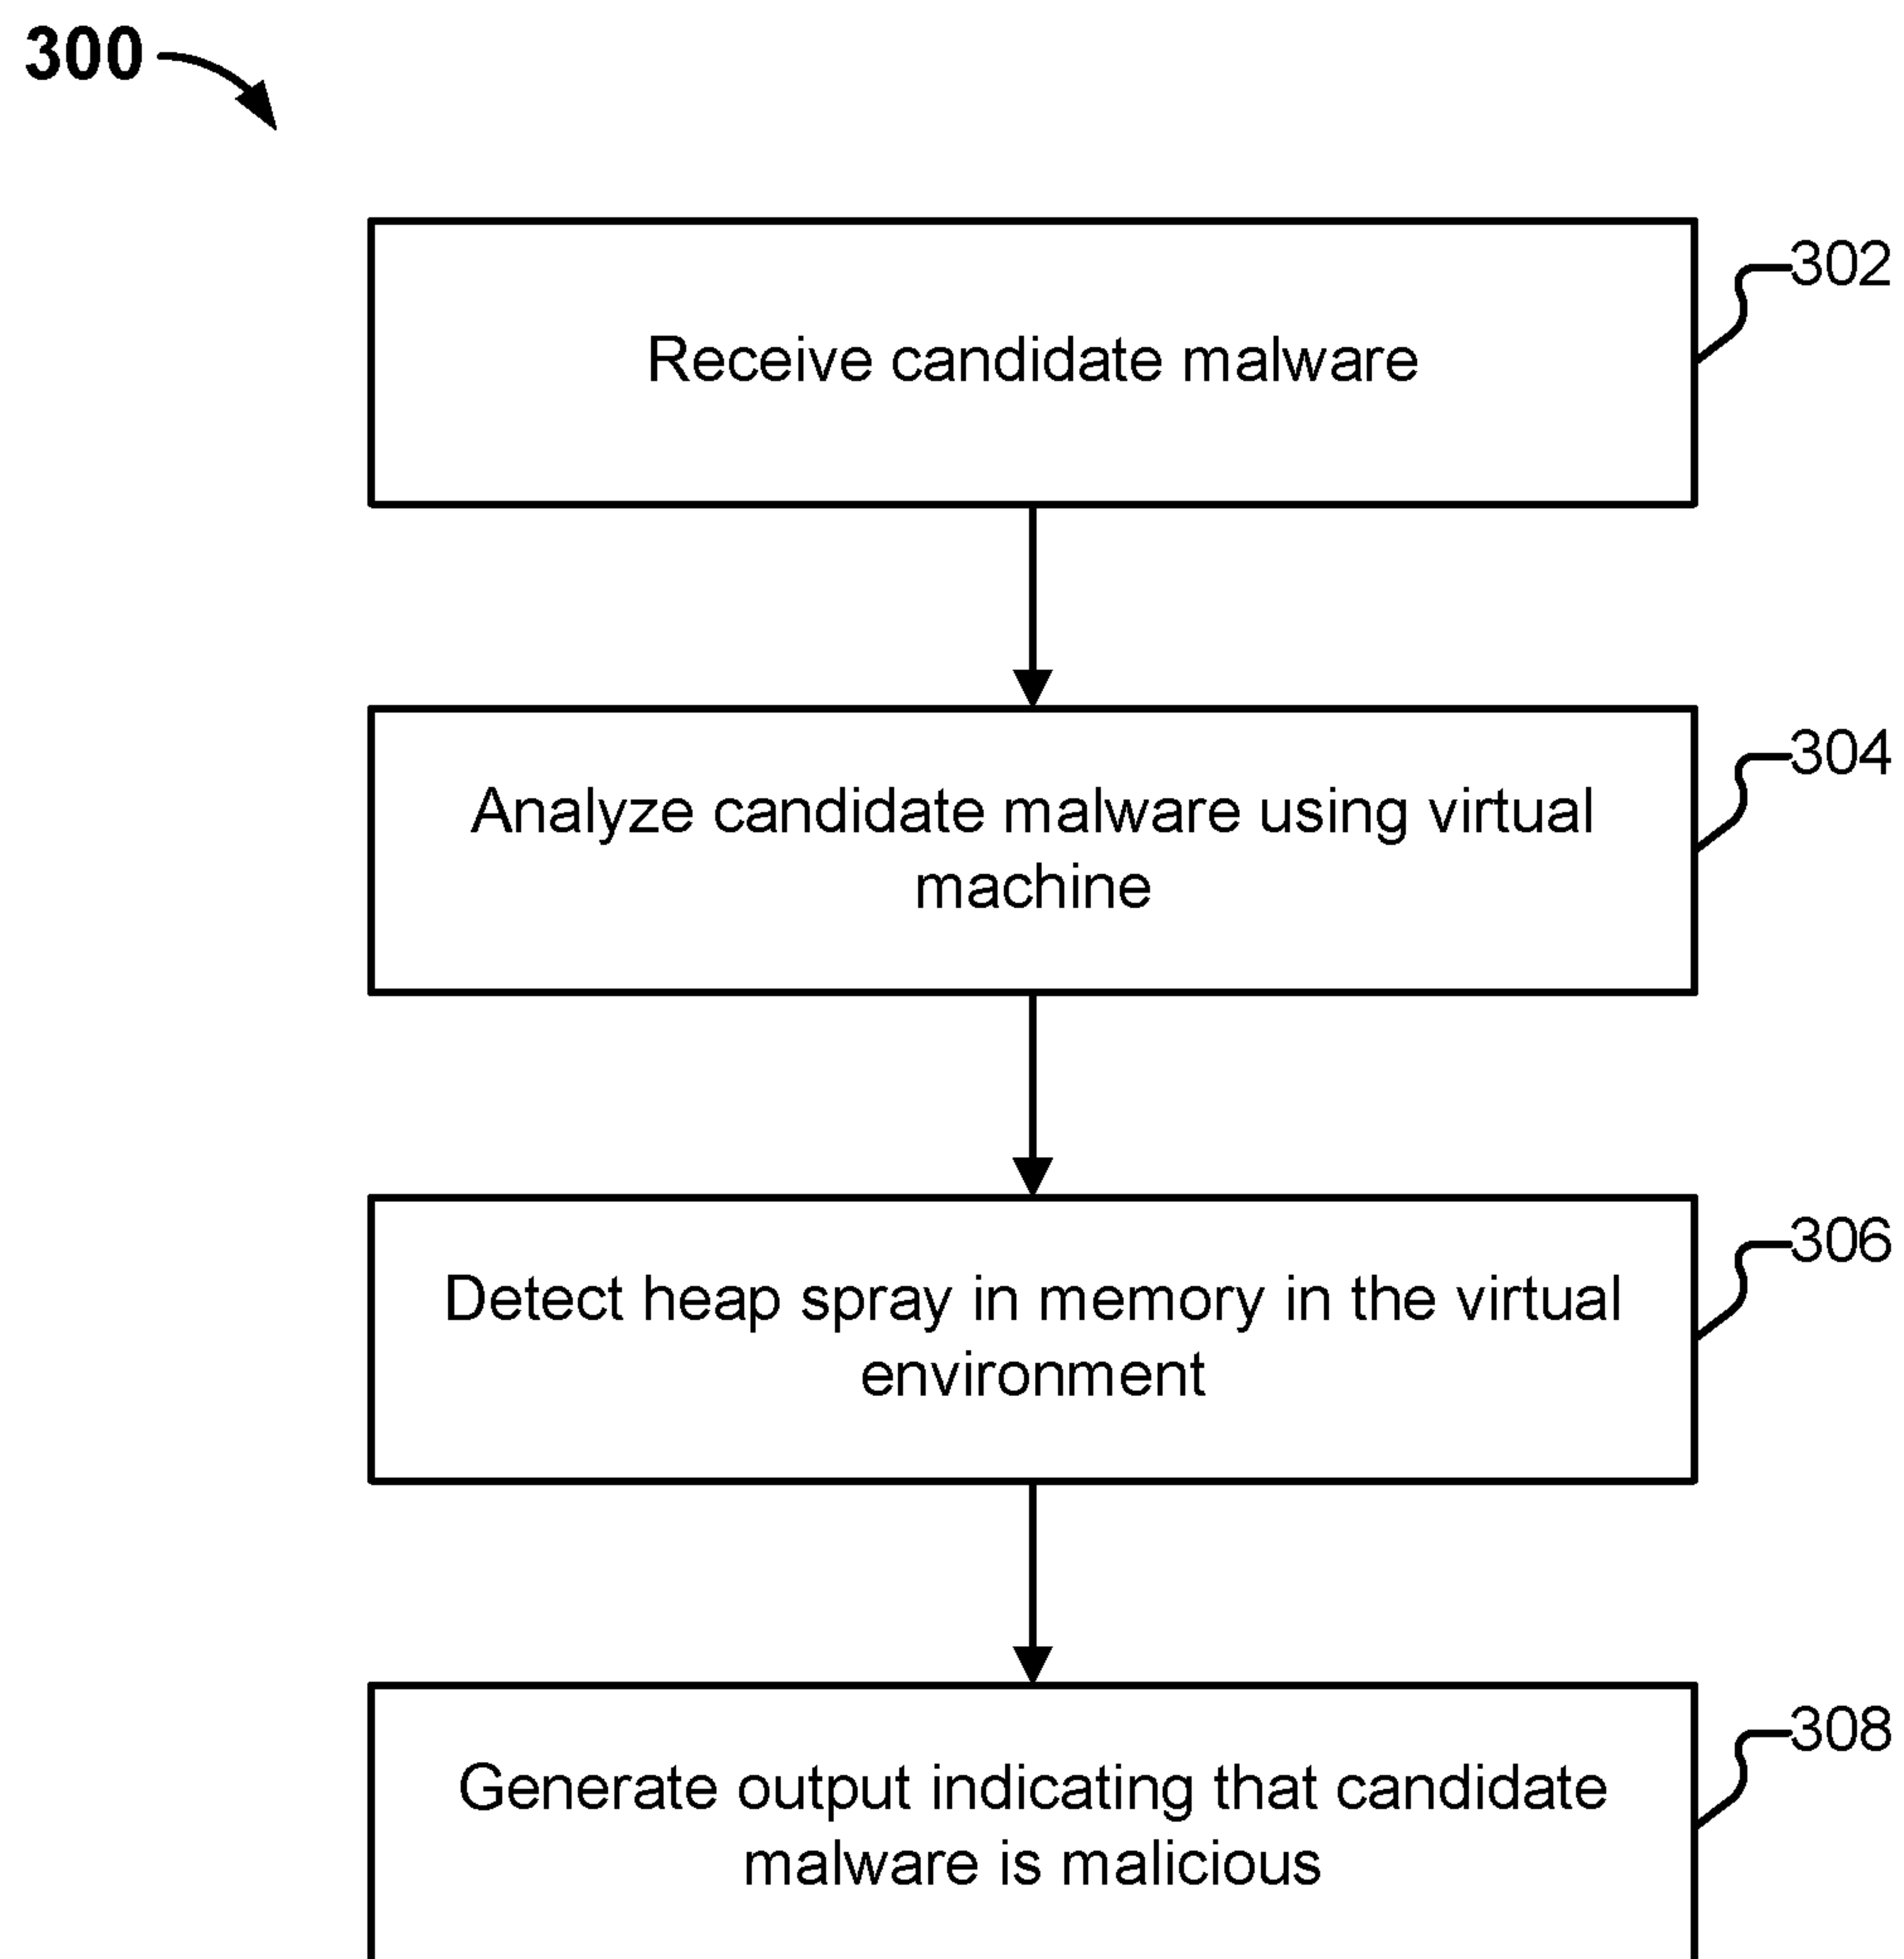 300
302
Receive candidate malware
304
Analyze candidate malware using virtual
machine
306
Detect heap spray in memory in the virtual
environment
308
Generate output indicating that candidate
malware is malicious